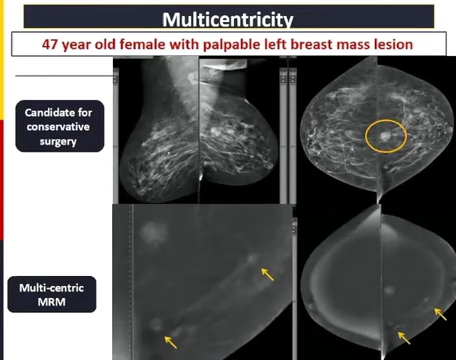 Multicentricity
47 year old female with palpable left breast mass lesion
Candidate for
conservative
surgery
Multi-centric
MRM